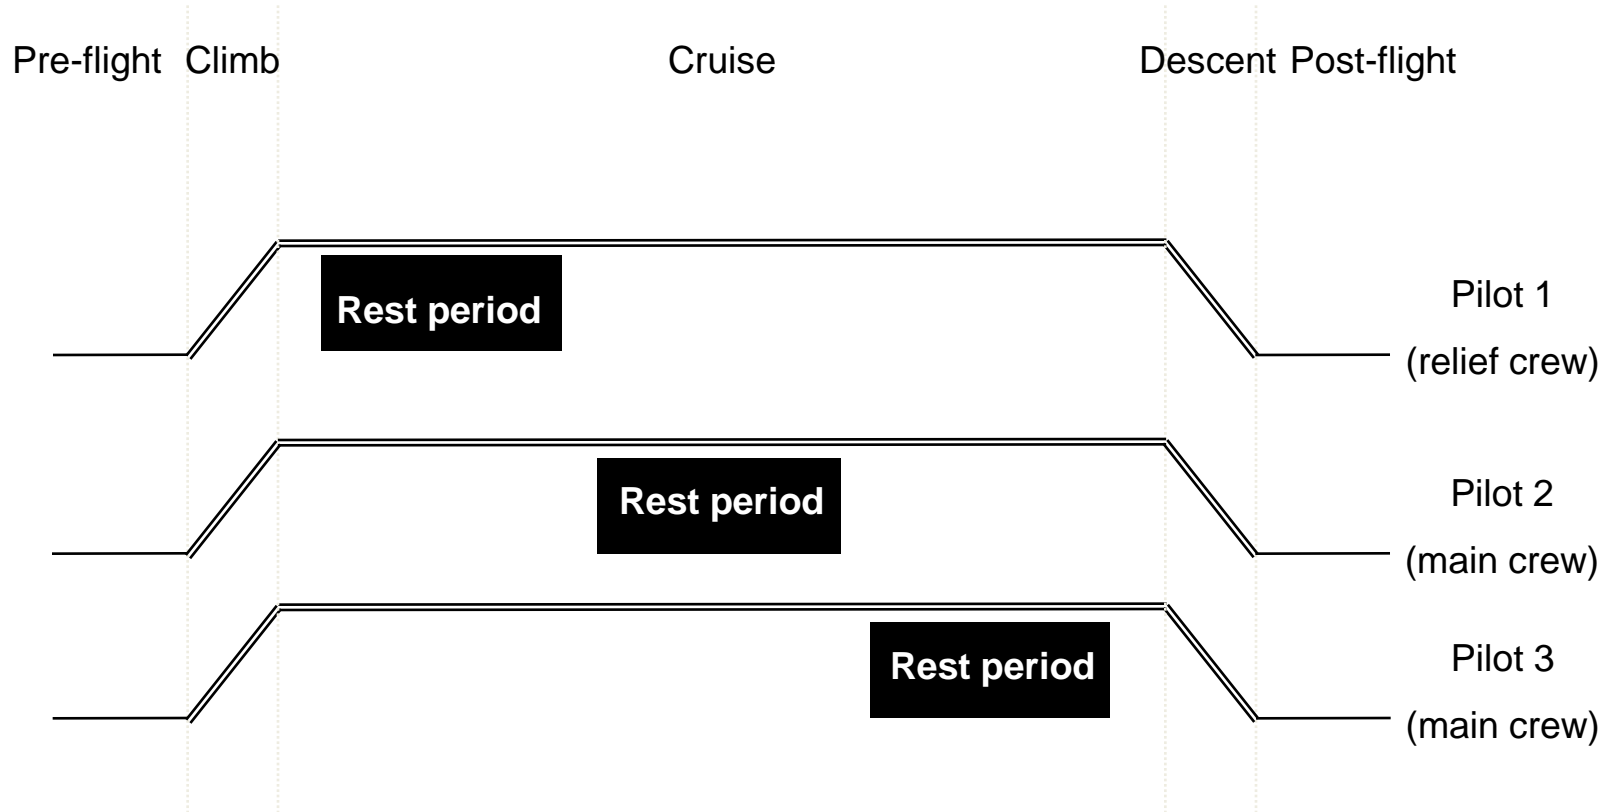 Pre-flight Climb Cruise Descent Post-flight
Rest period
Pilot 1
(relief crew)
Rest period
Pilot 2
(main crew)
Rest period
Pilot 3
(main crew)